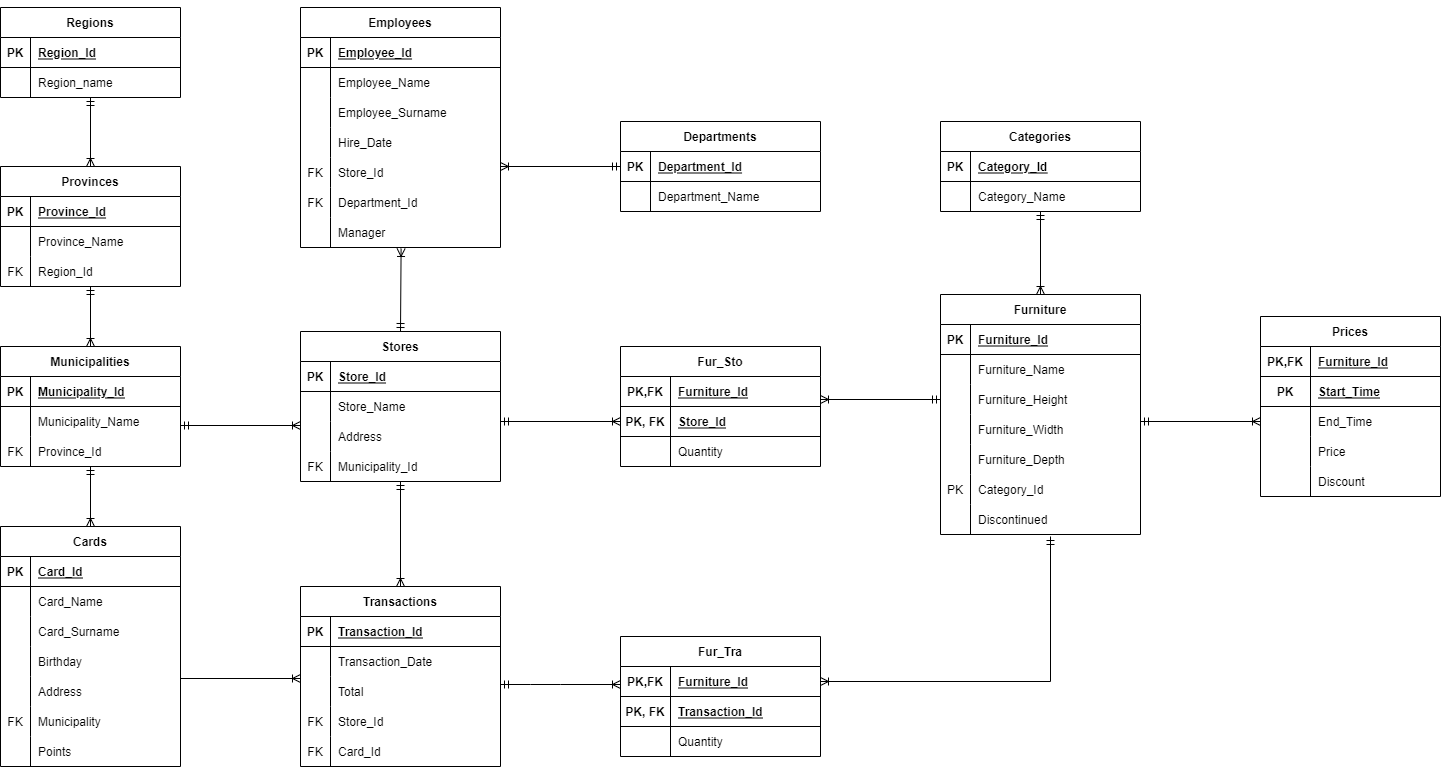 Regions
PK Region_Id
Region_name
Provinces
PK Province_Id
Province_Name
FK Region_Id
Municipalities
PK Municipality_Id
Municipality_Name
FK Province_Id
Cards
PK Card_Id
Card_Name
Card_Surname
Birthday
Address
FK Municipality
Points
Employees
PK Employee_Id
Employee_Name
Employee_Surname
Hire_Date
FK Store_Id
FK Department_Id
Manager
Stores
PK Store_Id
Store_Name
Address
FK Municipality_Id
Transactions
PK Transaction_Id
Transaction_Date
Total
FK Store_Id
FK Card_Id
Departments
PK Department_Id
Department_Name
Fur_Sto
PK,FK Furniture_Id
PK, FK Store_Id
Quantity
Fur_Tra
PK,FK Furniture_Id
PK, FK Transaction_Id
Quantity
Categories
PK Category_Id
Category_Name
Furniture
PK Furniture_Id
Furniture_Name
Furniture_Height
Furniture_Width
Furniture_Depth
PK Category_Id
Discontinued
Prices
PK,FK Furniture_Id
PK Start_Time
End_Time
Price
Discount